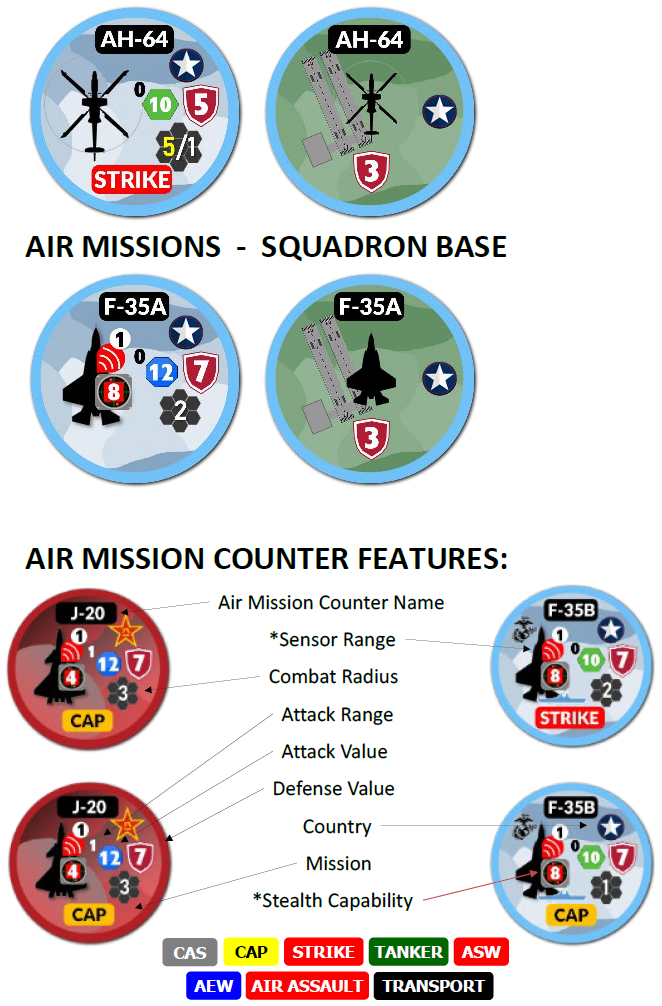 AH-64
0
10
5
5/1
STRIKE
AH-64
3
AIR MISSIONS - SQUADRON BASE
F-35A
1
0
12
7
8
2
F-35A
3
AIR MISSION COUNTER FEATURES:
J-20
1
1
12
7
4
3
CAP
Air Mission Counter Name
*Sensor Range
Combat Radius
Attack Range
Attack Value
Defense Value
Country
Mission
*Stealth Capability
F-35B
1
0
10
7
8
2
STRIKE
J-20
1
1
12
7
4
3
CAP
F-35B
1
0
10
7
8
1
CAP
CAS CAP STRIKE TANKER ASW
AEW AIR ASSAULT TRANSPORT